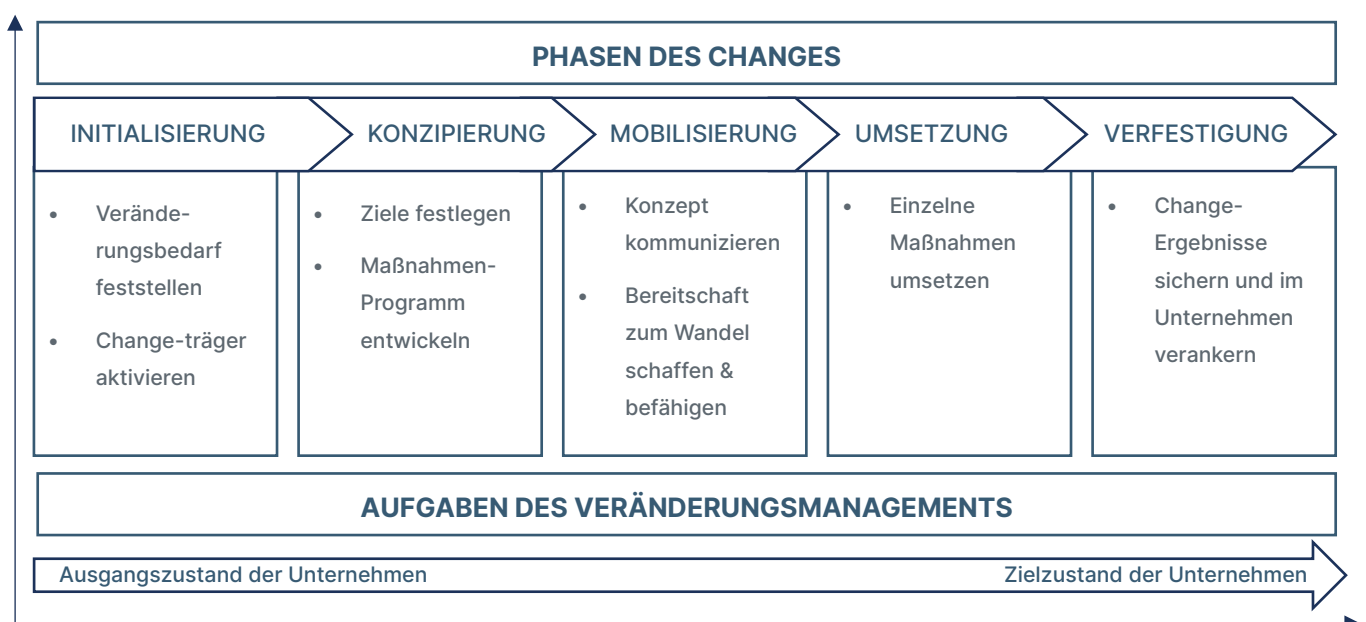 PHASEN DES CHANGES
INITIALISIERUNG
KONZIPIERUNG
MOBILISIERUNG
UMSETZUNG
VERFESTIGUNG
• Verände-
rungsbedarf
feststellen
• Change-träger
aktivieren
• Ziele festlegen
• Maßnahmen-
Programm
entwickeln
• Konzept
kommunizieren
• Bereitschaft
zum Wandel
schaffen &
befähigen
• Einzelne
Maßnahmen
umsetzen
• Change-
Ergebnisse
sichern und im
Unternehmen
verankern
AUFGABEN DES VERÄNDERUNGSMANAGEMENTS
Ausgangszustand der Unternehmen
Zielzustand der Unternehmen